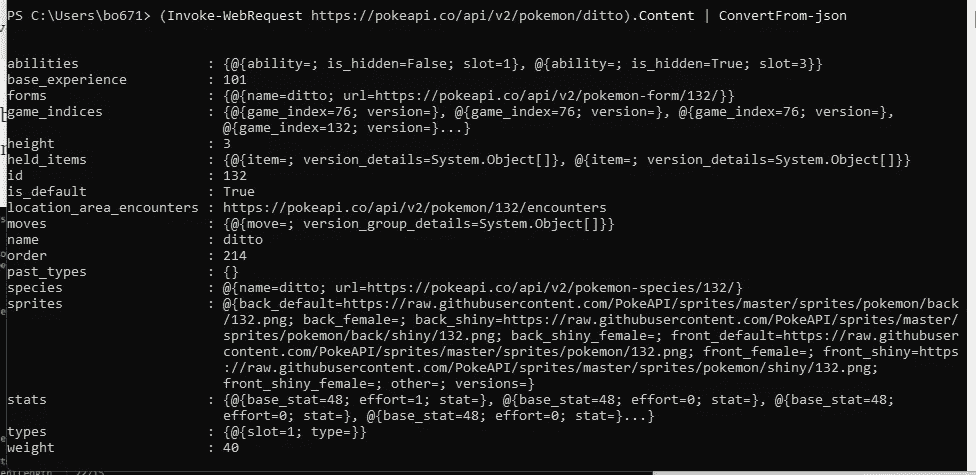 PS C:\Users\bo671> (Invoke-WebRequest https://pokeapi.co/api/v2/pokemon/ditto).Content | ConvertFrom-json
abilities : {@{ability=; is_hidden=False; slot=1}, @{ability=; is_hidden=True; slot=3}}
base_experience : 101
forms : {@{name=ditto; url=https://pokeapi.co/api/v2/pokemon-form/132/}}
game_indices : {@{game_index=76; version=}, @{game_index=76; version=}, @{game_index=76; version=},
@{game_index=132; version=}...}
height : 3
held_items : {@{item=; version_details=System.Object[]}, @{item=; version_details=System.Object[]}}
id : 132
is_default : True
location_area_encounters : https://pokeapi.co/api/v2/pokemon/132/encounters
moves : {@{move=; version_group_details=System.Object[]}}
name : ditto
order : 214
past_types : {}
species : @{name=ditto; url=https://pokeapi.co/api/v2/pokemon-species/132/}
sprites : @{back_default=https://raw.githubusercontent.com/PokeAPI/sprites/master/sprites/pokemon/back
/132.png; back_female=; back_shiny=https://raw.githubusercontent.com/PokeAPI/sprites/master/
sprites/pokemon/back/shiny/132.png; back_shiny_female=; front_default=https://raw.githubuser
content.com/PokeAPI/sprites/master/sprites/pokemon/132.png; front_female=; front_shiny=https
://raw.githubusercontent.com/PokeAPI/sprites/master/sprites/pokemon/shiny/132.png;
front_shiny_female=; other=; versions=}
stats : {@{base_stat=48; effort=1; stat=}, @{base_stat=48; effort=0; stat=}, @{base_stat=48;
effort=0; stat=}, @{base_stat=48; effort=0; stat=}...}
types : {@{slot=1; type=}}
weight : 40